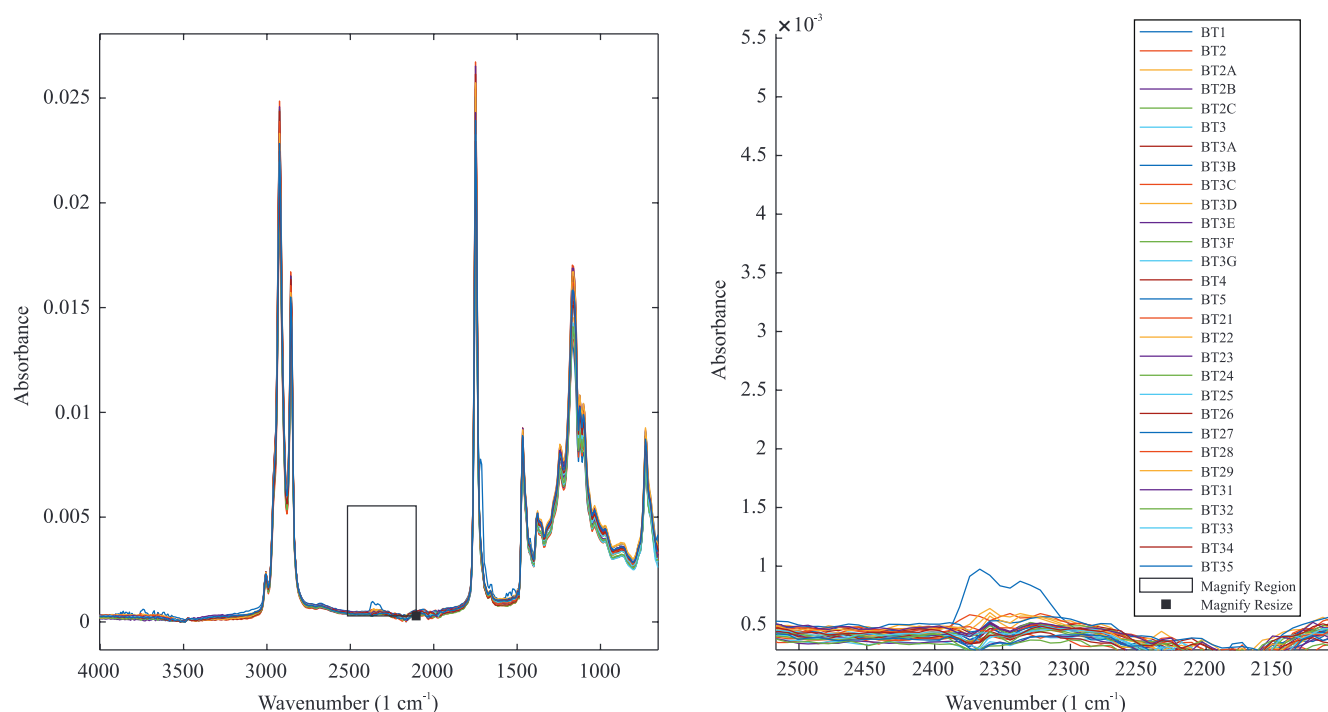 0.025
0.02
0.015
0.01
0.005
0
Absorbance
4000 3500 3000 2500 2000 1500 1000
Wavenumber (1 cm⁻¹)
×10⁻³
5.5
5
4.5
4
3.5
3
2.5
2
1.5
1
0.5
Absorbance
2500 2450 2400 2350 2300 2250 2200 2150
Wavenumber (1 cm⁻¹)
BT1
BT2
BT2A
BT2B
BT2C
BT3
BT3A
BT3B
BT3C
BT3D
BT3E
BT3F
BT3G
BT4
BT5
BT21
BT22
BT23
BT24
BT25
BT26
BT27
BT28
BT29
BT31
BT32
BT33
BT34
BT35
Magnify Region
Magnify Resize